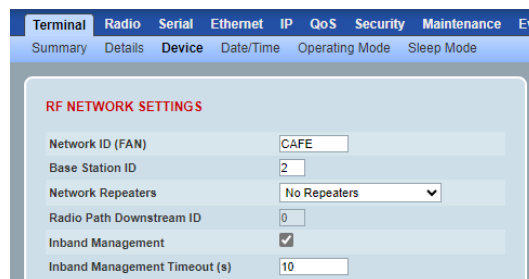 Terminal Radio Serial Ethernet IP QoS Security Maintenance
Summary Details Device Date/Time Operating Mode Sleep Mode
RF NETWORK SETTINGS
Network ID (FAN) CAFE
Base Station ID 2
Network Repeaters No Repeaters
Radio Path Downstream ID 0
Inband Management
Inband Management Timeout (s) 10